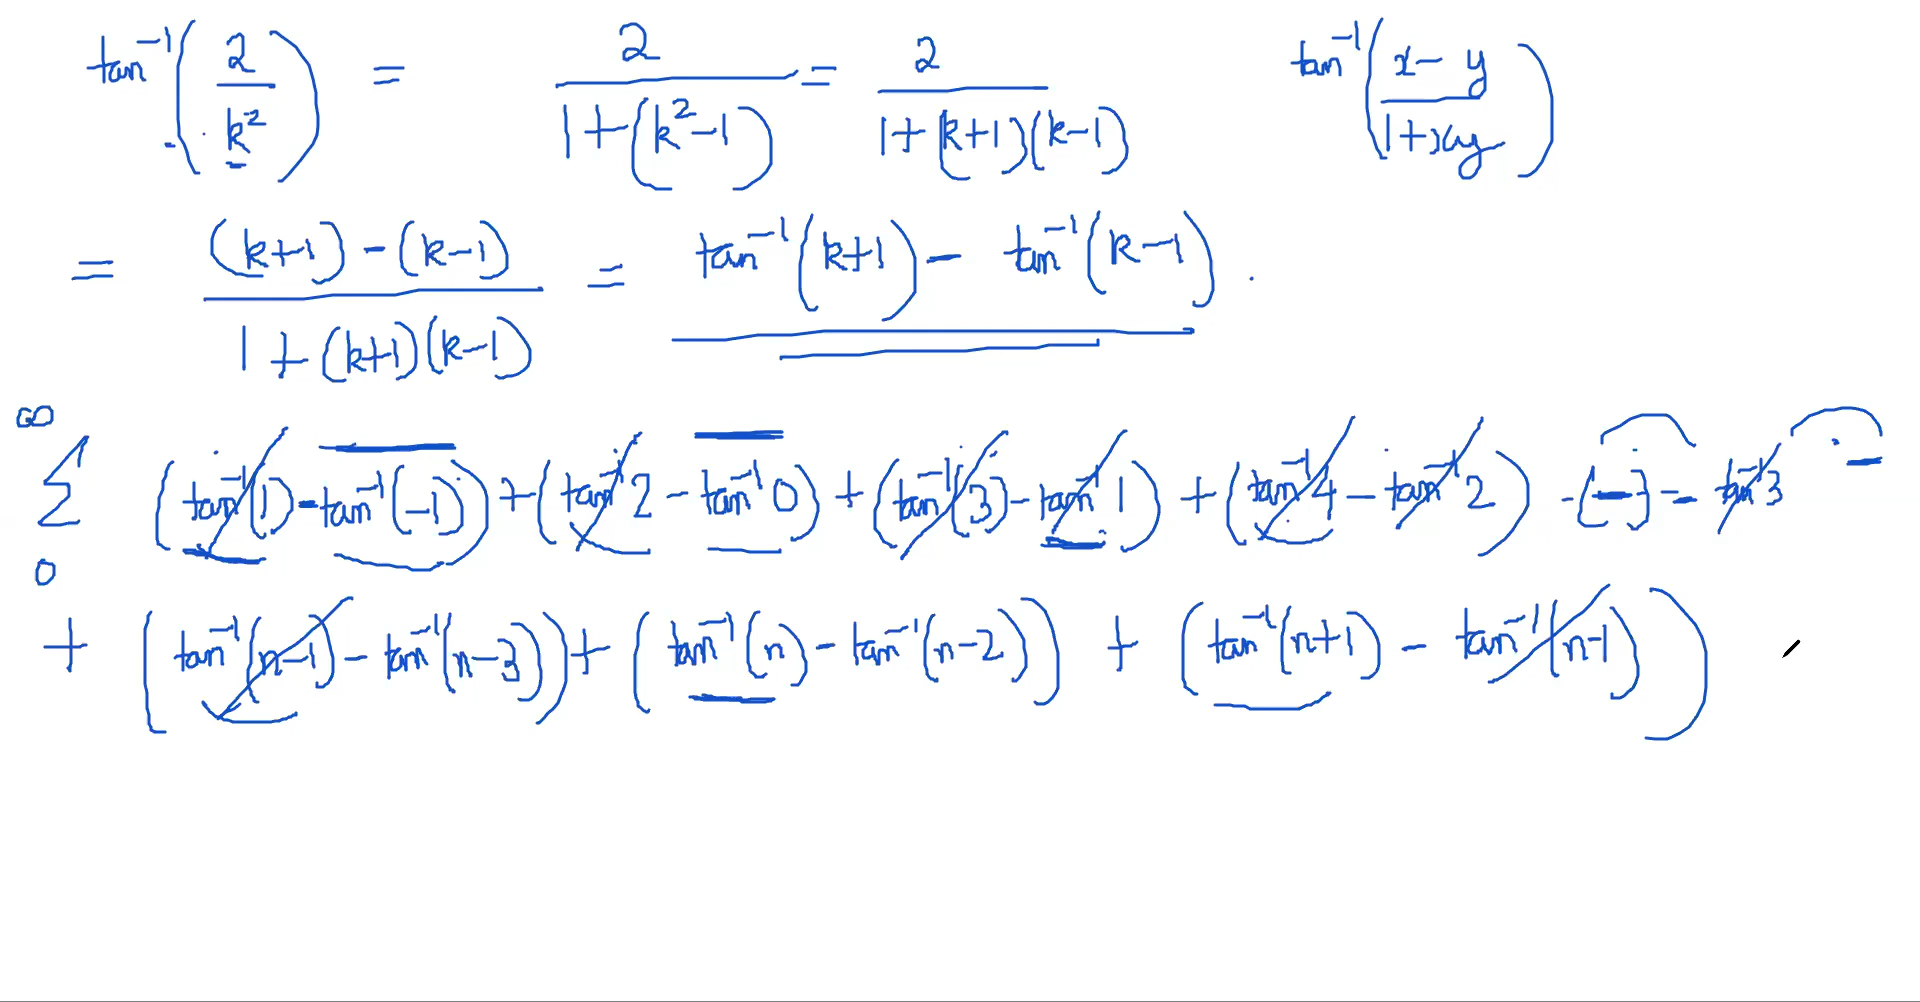 tan⁻¹(2/k²) = 2/(1+(k²-1)) = 2/(1+(k+1)(k-1)) tan⁻¹((x-y)/(1+xy))
= ((k+1)-(k-1))/(1+(k+1)(k-1)) = tan⁻¹(k+1) - tan⁻¹(k-1).
∞
∑ (tan⁻¹(1) - tan⁻¹(-1)) + (tan⁻¹2 - tan⁻¹0) + (tan⁻¹(3) - tan⁻¹1) + (tan⁻¹4 - tan⁻¹2) - (- ) - tan⁻¹3
0
+ (tan⁻¹(n-1) - tan⁻¹(n-3)) + (tan⁻¹(n) - tan⁻¹(n-2)) + (tan⁻¹(n+1) - tan⁻¹(n-1)))